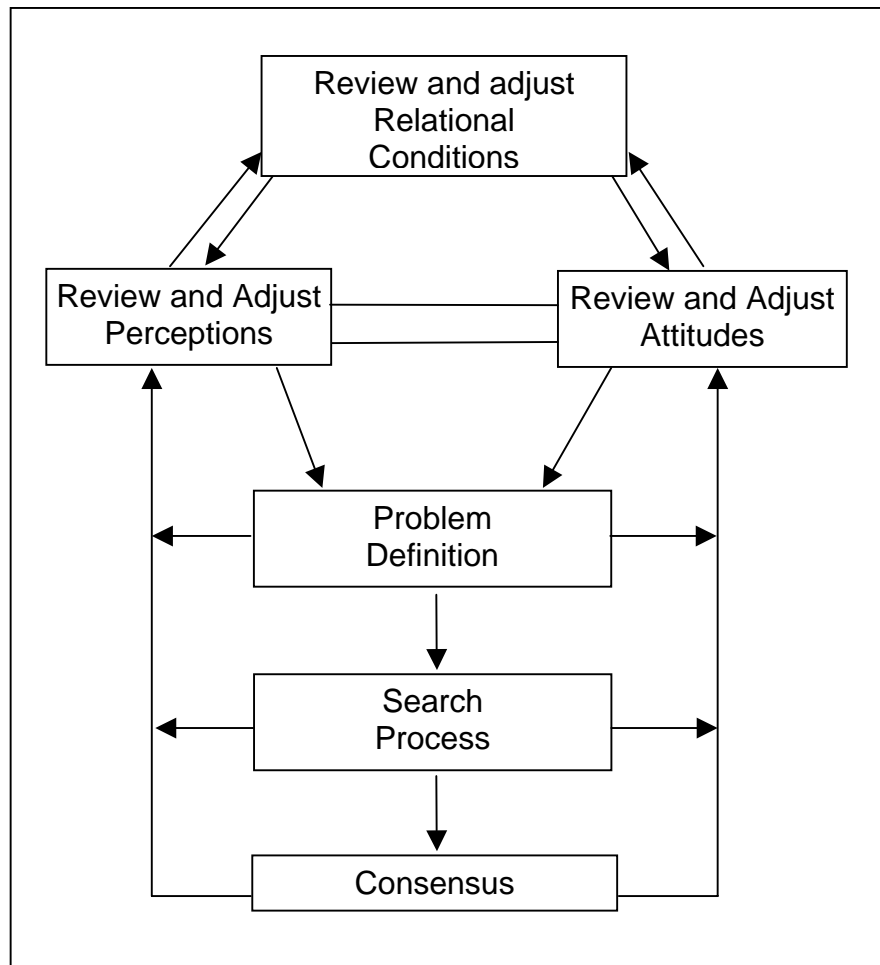 Review and adjust
Relational
Conditions
Review and Adjust
Perceptions
Review and Adjust
Attitudes
Problem
Definition
Search
Process
Consensus